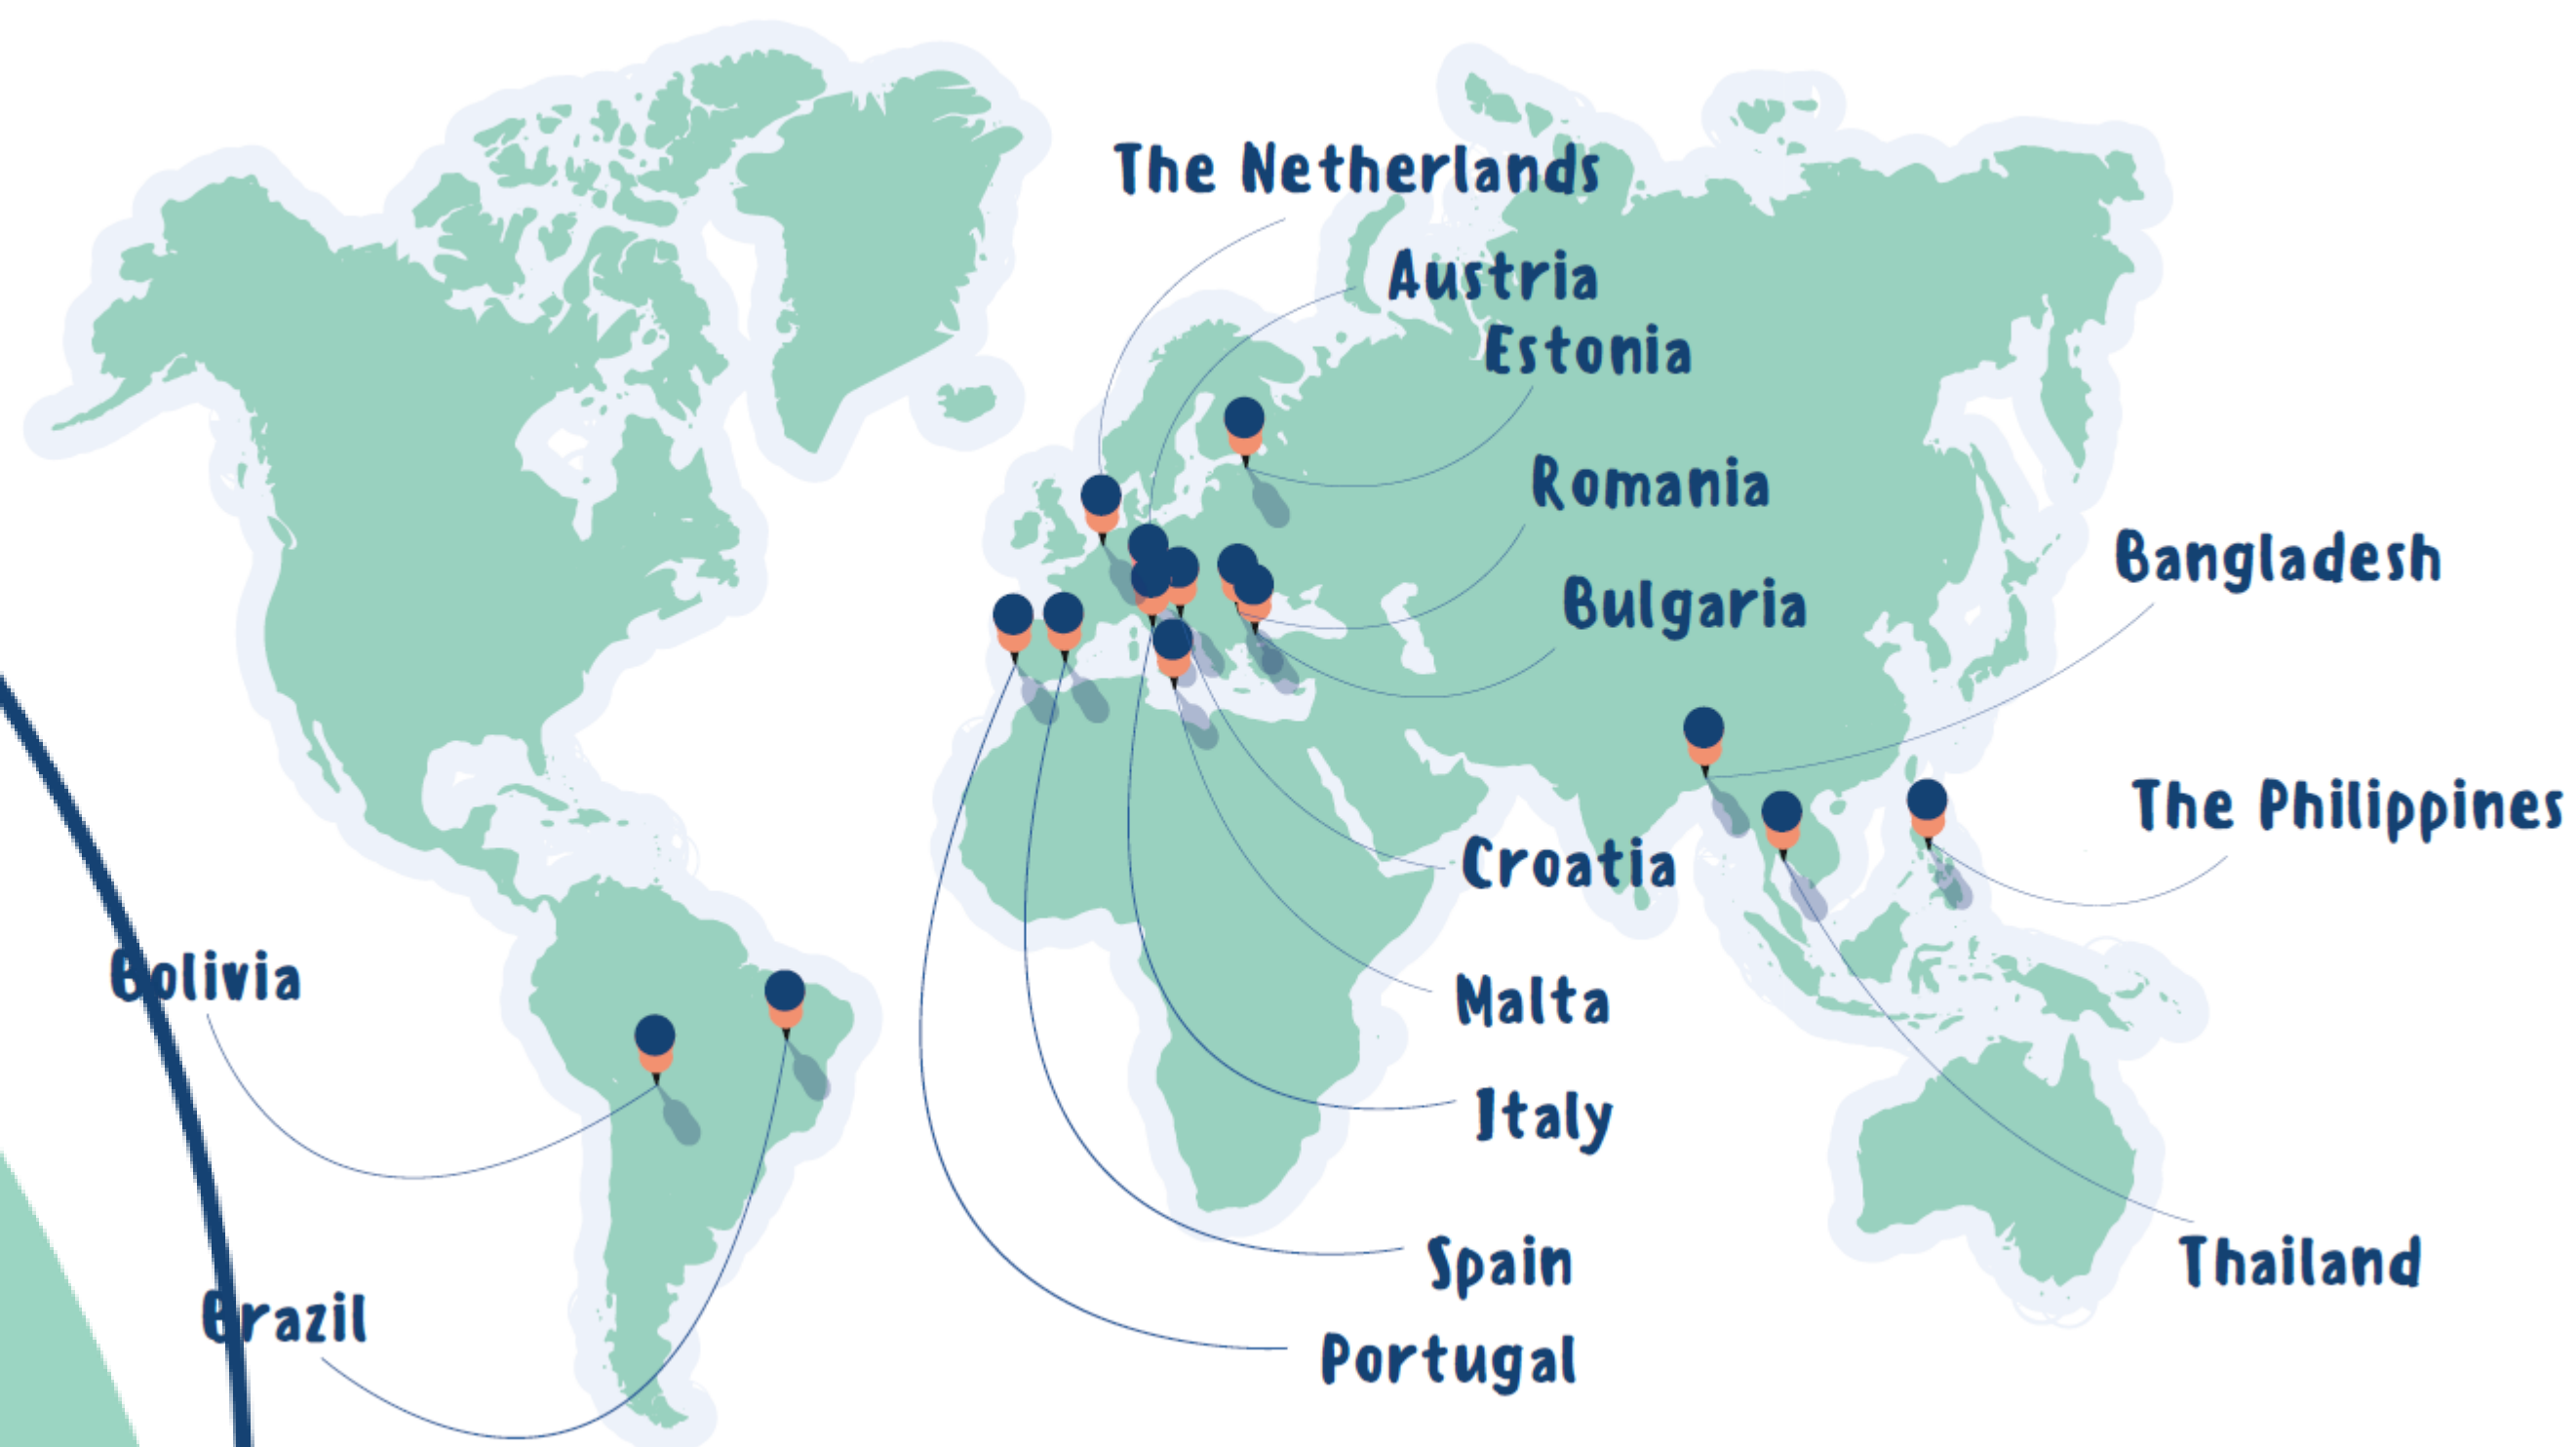 The Netherlands
Austria
Estonia
Romania
Bangladesh
Bulgaria
The Philippines
Croatia
Bolivia
Malta
Italy
Spain
Thailand
Brazil
Portugal